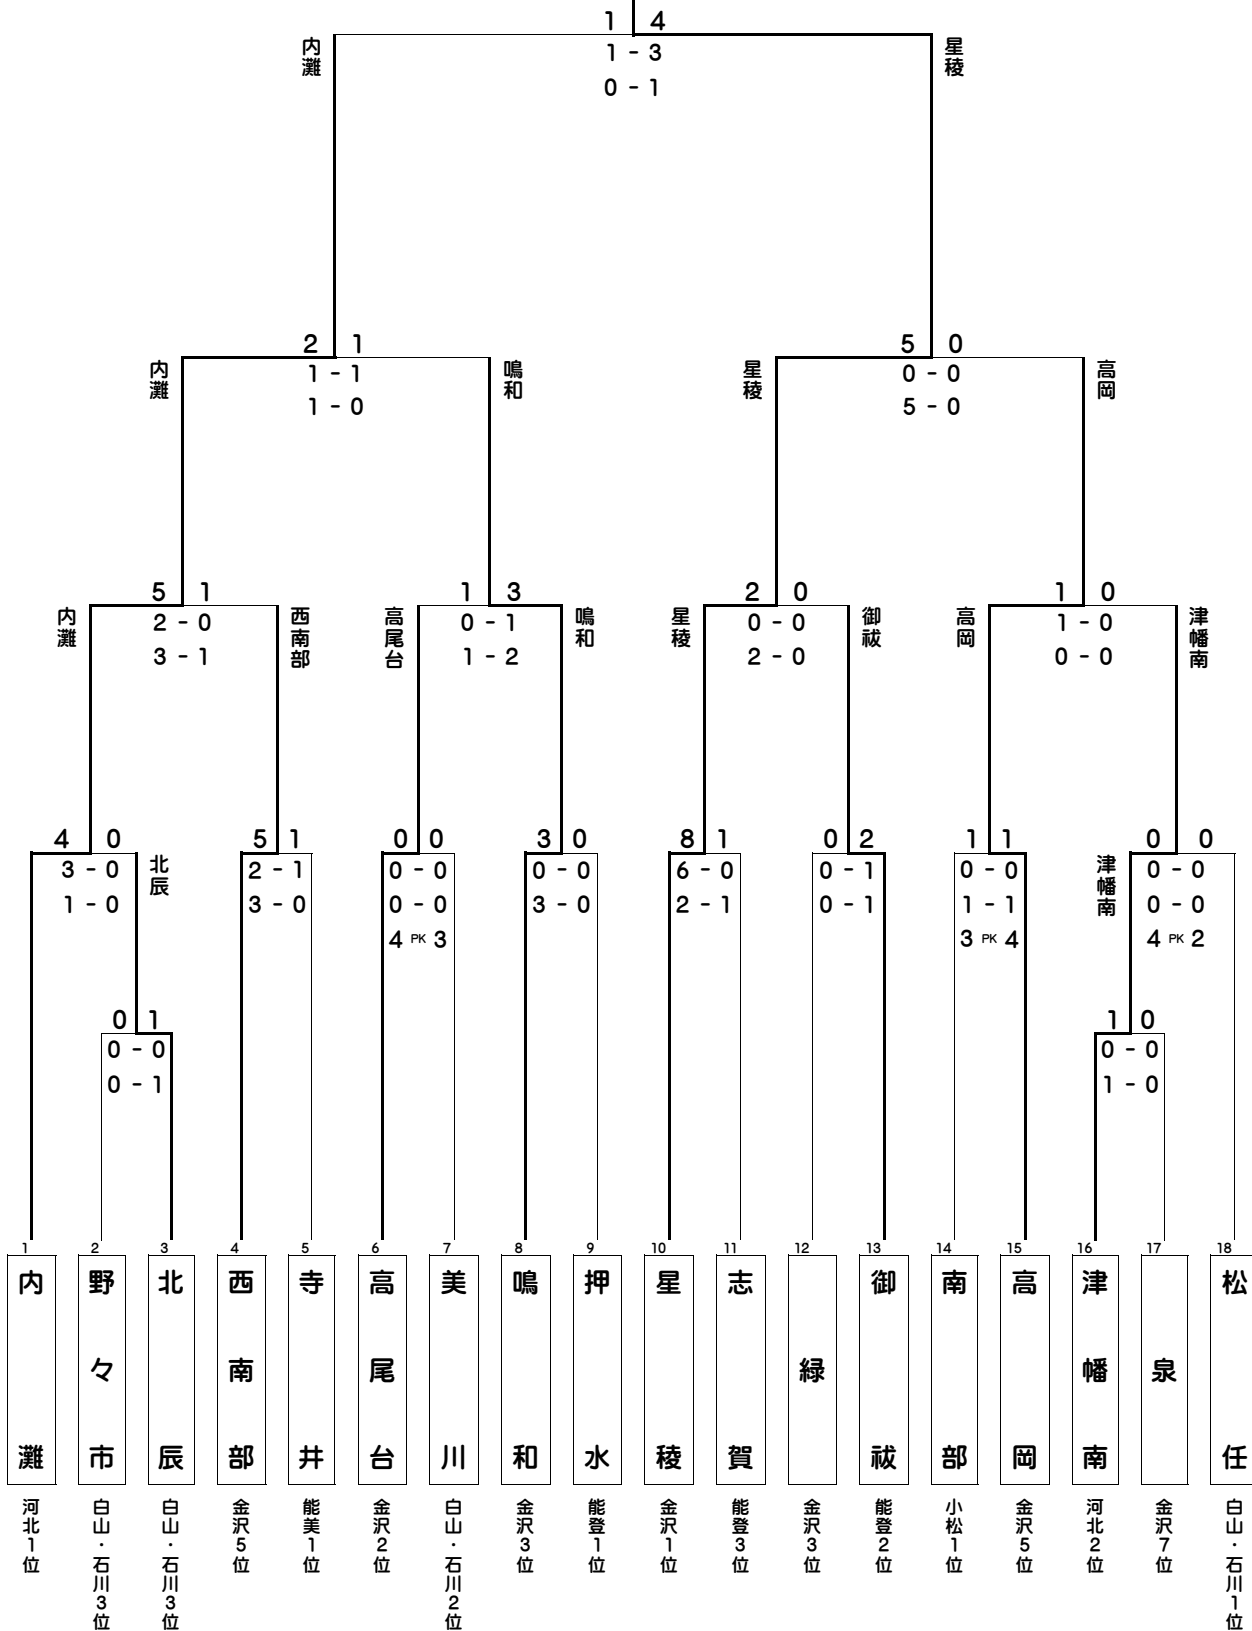 1 4
内灘
1 - 3
星稜
0 - 1
2 1
内灘
1 - 1
鳴和
1 - 0
5 0
星稜
0 - 0
高岡
5 - 0
5 1
内灘
2 - 0
西南部
3 - 1
1 3
高尾台
0 - 1
鳴和
1 - 2
2 0
星稜
0 - 0
御祓
2 - 0
1 0
高岡
1 - 0
津幡南
0 - 0
4 0
3 - 0
北辰
1 - 0
5 1
2 - 1
3 - 0
0 0
0 - 0
0 - 0
4 PK 3
3 0
0 - 0
3 - 0
8 1
6 - 0
2 - 1
0 2
0 - 1
0 - 1
1 1
0 - 0
1 - 1
3 PK 4
0 0
津幡南
0 - 0
0 - 0
4 PK 2
0 1
0 - 0
0 - 1
1 0
0 - 0
1 - 0
1
内灘
河北1位
2
野々市
白山・石川3位
3
北辰
白山・石川3位
4
西南部
金沢5位
5
寺井
能美1位
6
高尾台
金沢2位
7
美川
白山・石川2位
8
鳴和
金沢3位
9
押水
能登1位
10
星稜
金沢1位
11
志賀
能登3位
12
緑
金沢3位
13
御祓
能登2位
14
南部
小松1位
15
高岡
金沢5位
16
津幡南
河北2位
17
泉
金沢7位
18
松任
白山・石川1位